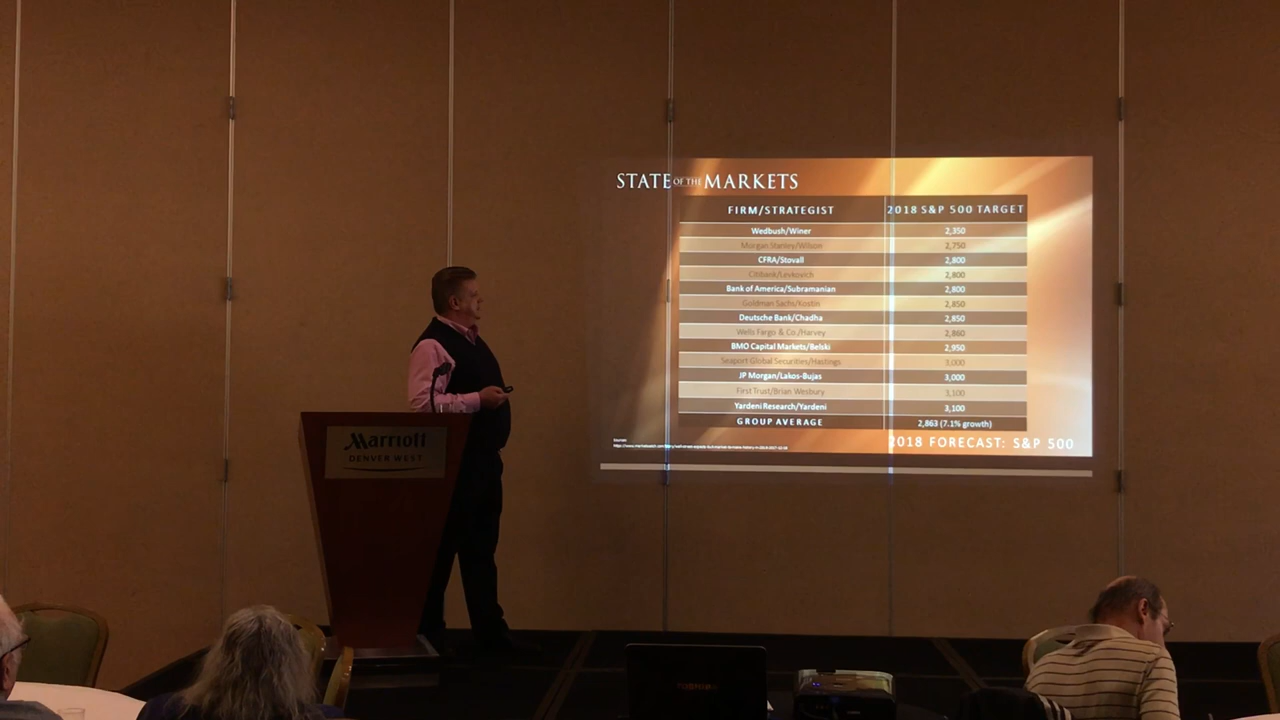 STATE OF THE MARKETS
FIRM/STRATEGIST 2018 S&P 500 TARGET
Wedbush/Winer 2,350
Morgan Stanley/Wilson 2,750
CFRA/Stovall 2,800
Citibank/Levkovich 2,800
Bank of America/Subramanian 2,800
Goldman Sachs/Kostin 2,850
Deutsche Bank/Chadha 2,850
Wells Fargo & Co./Harvey 2,860
BMO Capital Markets/Belski 2,950
Seaport Global Securities/Hastings 3,000
JP Morgan/Lakos-Bujas 3,000
First Trust/Brian Wesbury 3,100
Yardeni Research/Yardeni 3,100
GROUP AVERAGE 2,863 (7.1% growth)
2018 FORECAST: S&P 500
Marriott
DENVER WEST
TOSHIBA